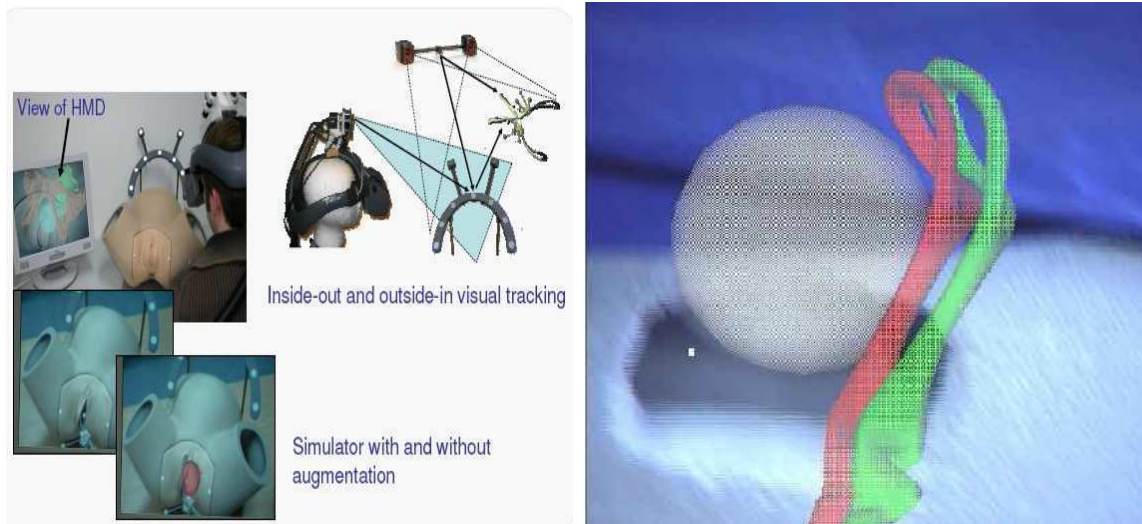 View of HMD
Inside-out and outside-in visual tracking
Simulator with and without
augmentation